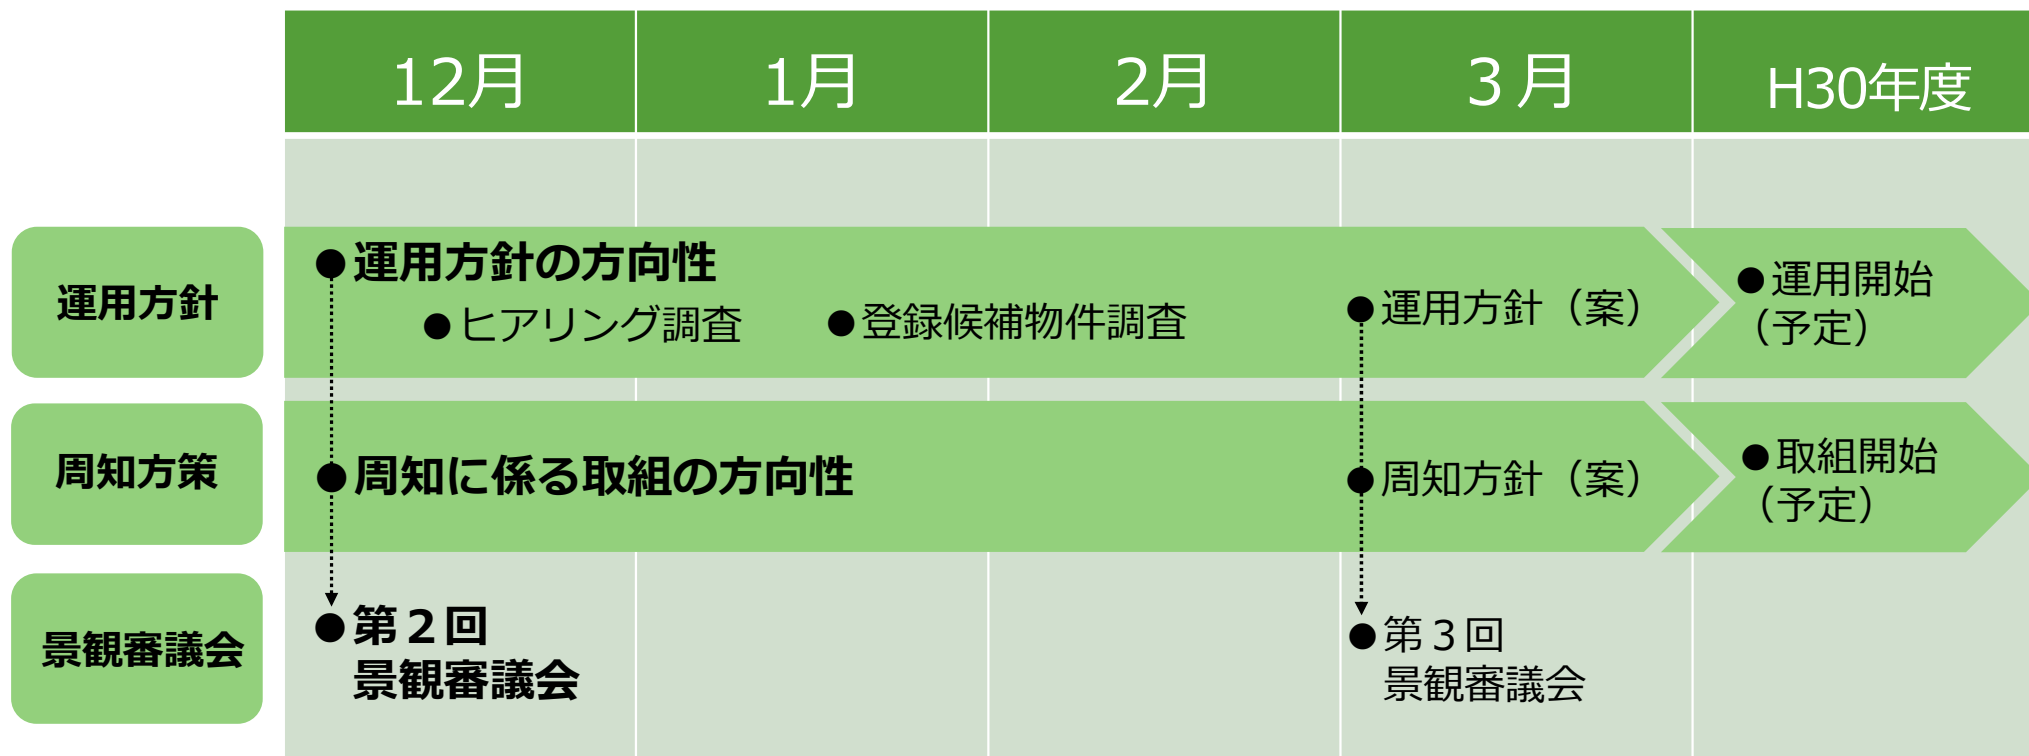 12月
1月
2月
３月
H30年度
運用方針
●運用方針の方向性
●ヒアリング調査
●登録候補物件調査
●運用方針（案）
●運用開始
（予定）
周知方策
●周知に係る取組の方向性
●周知方針（案）
●取組開始
（予定）
景観審議会
●第２回
景観審議会
●第３回
景観審議会